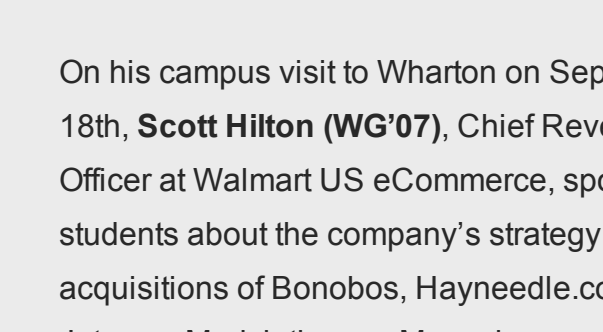 On his campus visit to Wharton on Sep
18th, Scott Hilton (WG’07), Chief Reve
Officer at Walmart US eCommerce, spo
students about the company’s strategy
acquisitions of Bonobos, Hayneedle.co